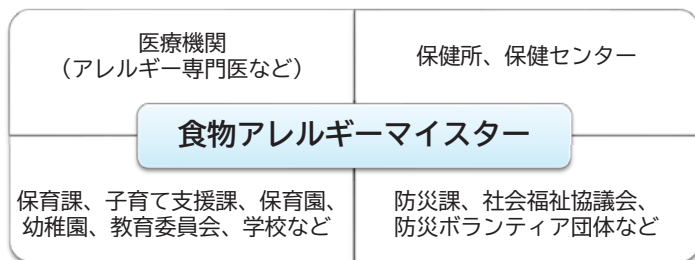 医療機関
（アレルギー専門医など）
保健所、保健センター
食物アレルギーマイスター
保育課、子育て支援課、保育園、
幼稚園、教育委員会、学校など
防災課、社会福祉協議会、
防災ボランティア団体など